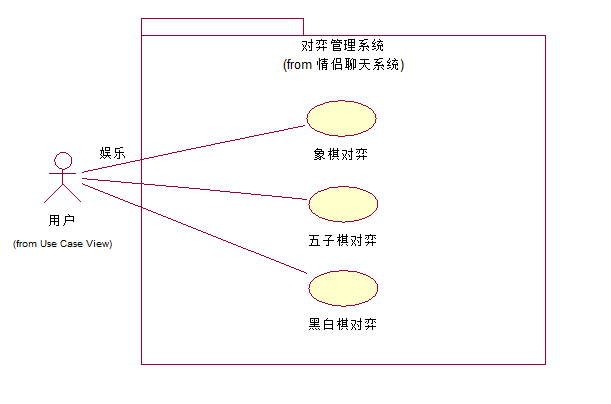 对弈管理系统
(from 情侣聊天系统)
娱乐
象棋对弈
用户
五子棋对弈
(from Use Case View)
黑白棋对弈